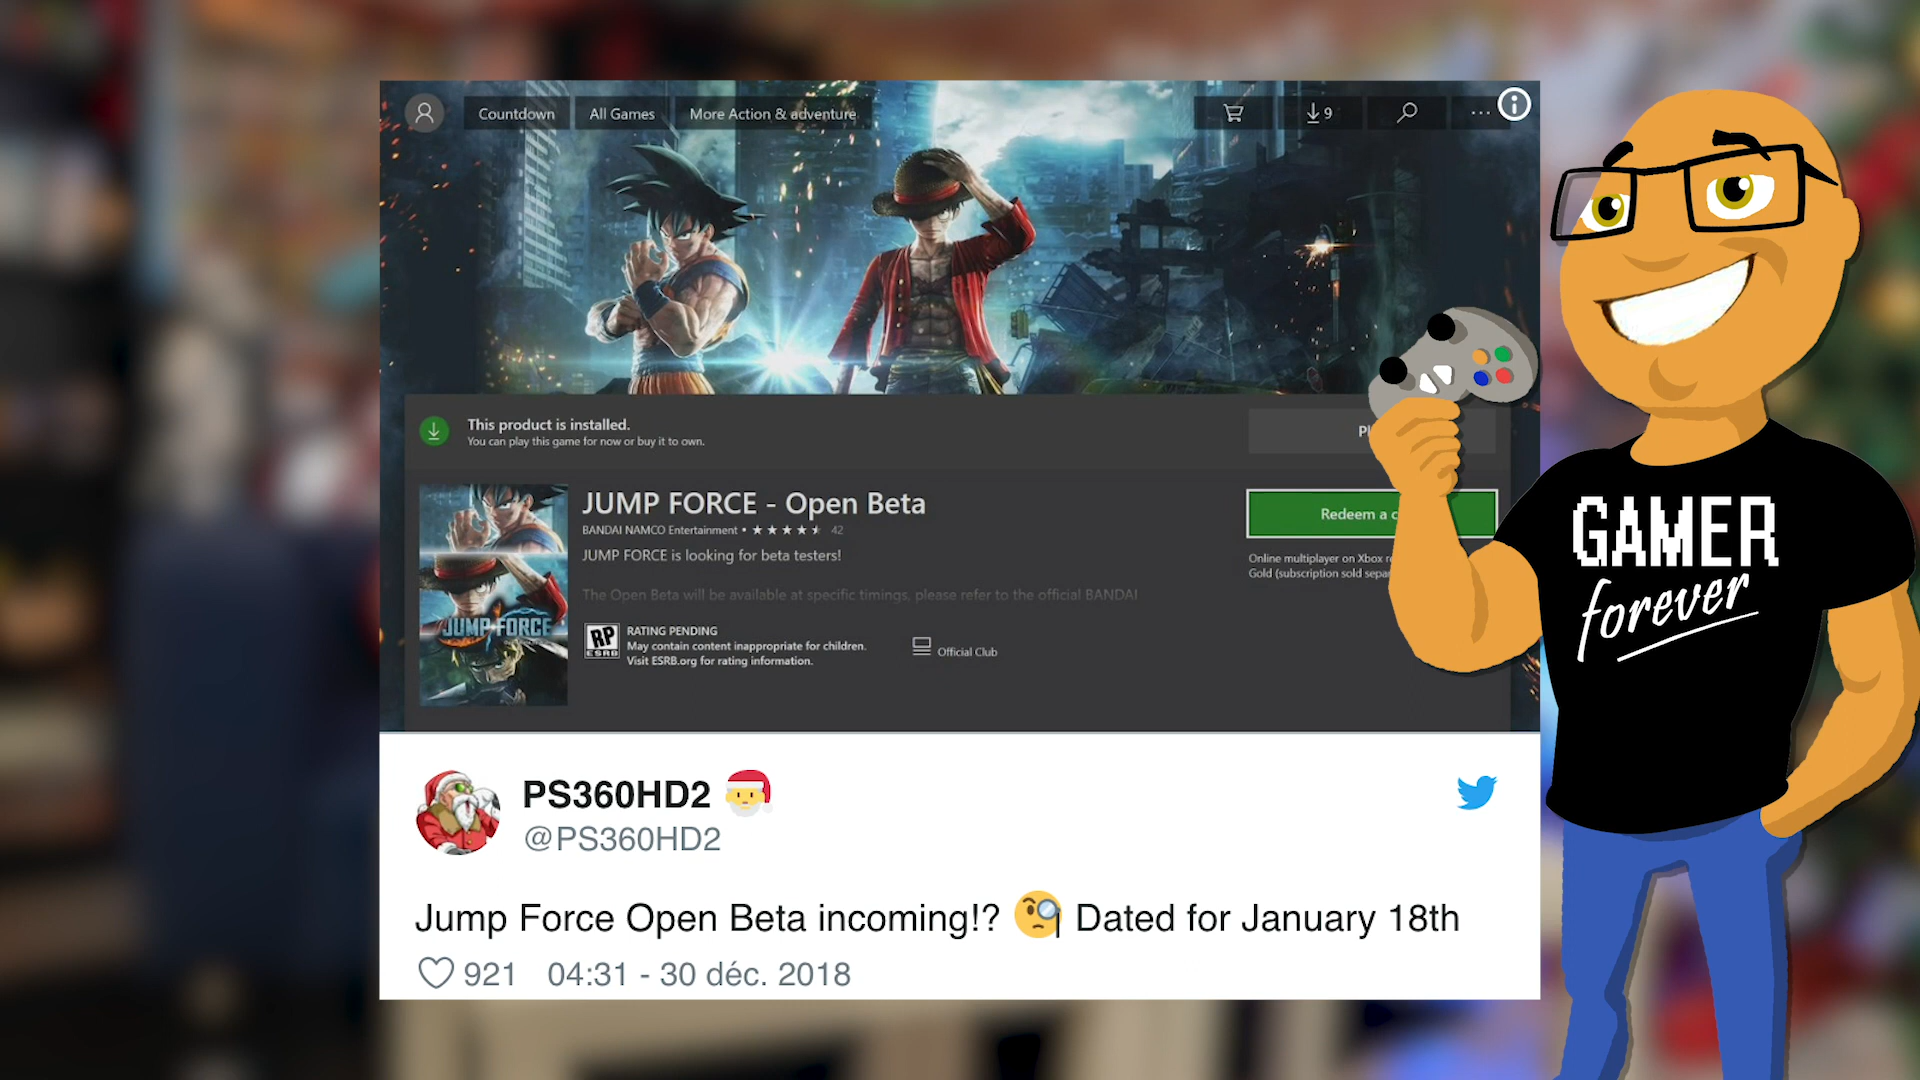 Countdown All Games More Action & adventure 9 ...
This product is installed.
You can play this game for now or buy it to own.
JUMP FORCE - Open Beta
BANDAI NAMCO Entertainment • ★★★★ 42
JUMP FORCE is looking for beta testers!
Redeem a
Online multiplayer on Xbox
Gold (subscription sold
The Open Beta will be available at specific timings, please refer to the official BANDAI
JUMP FORCE
RP
ESRB
RATING PENDING
May contain content inappropriate for children.
Visit ESRB.org for rating information.
Official Club
GAMER
forever
PS360HD2 🎅
@PS360HD2
Jump Force Open Beta incoming!? 🧐 Dated for January 18th
921 04:31 - 30 déc. 2018